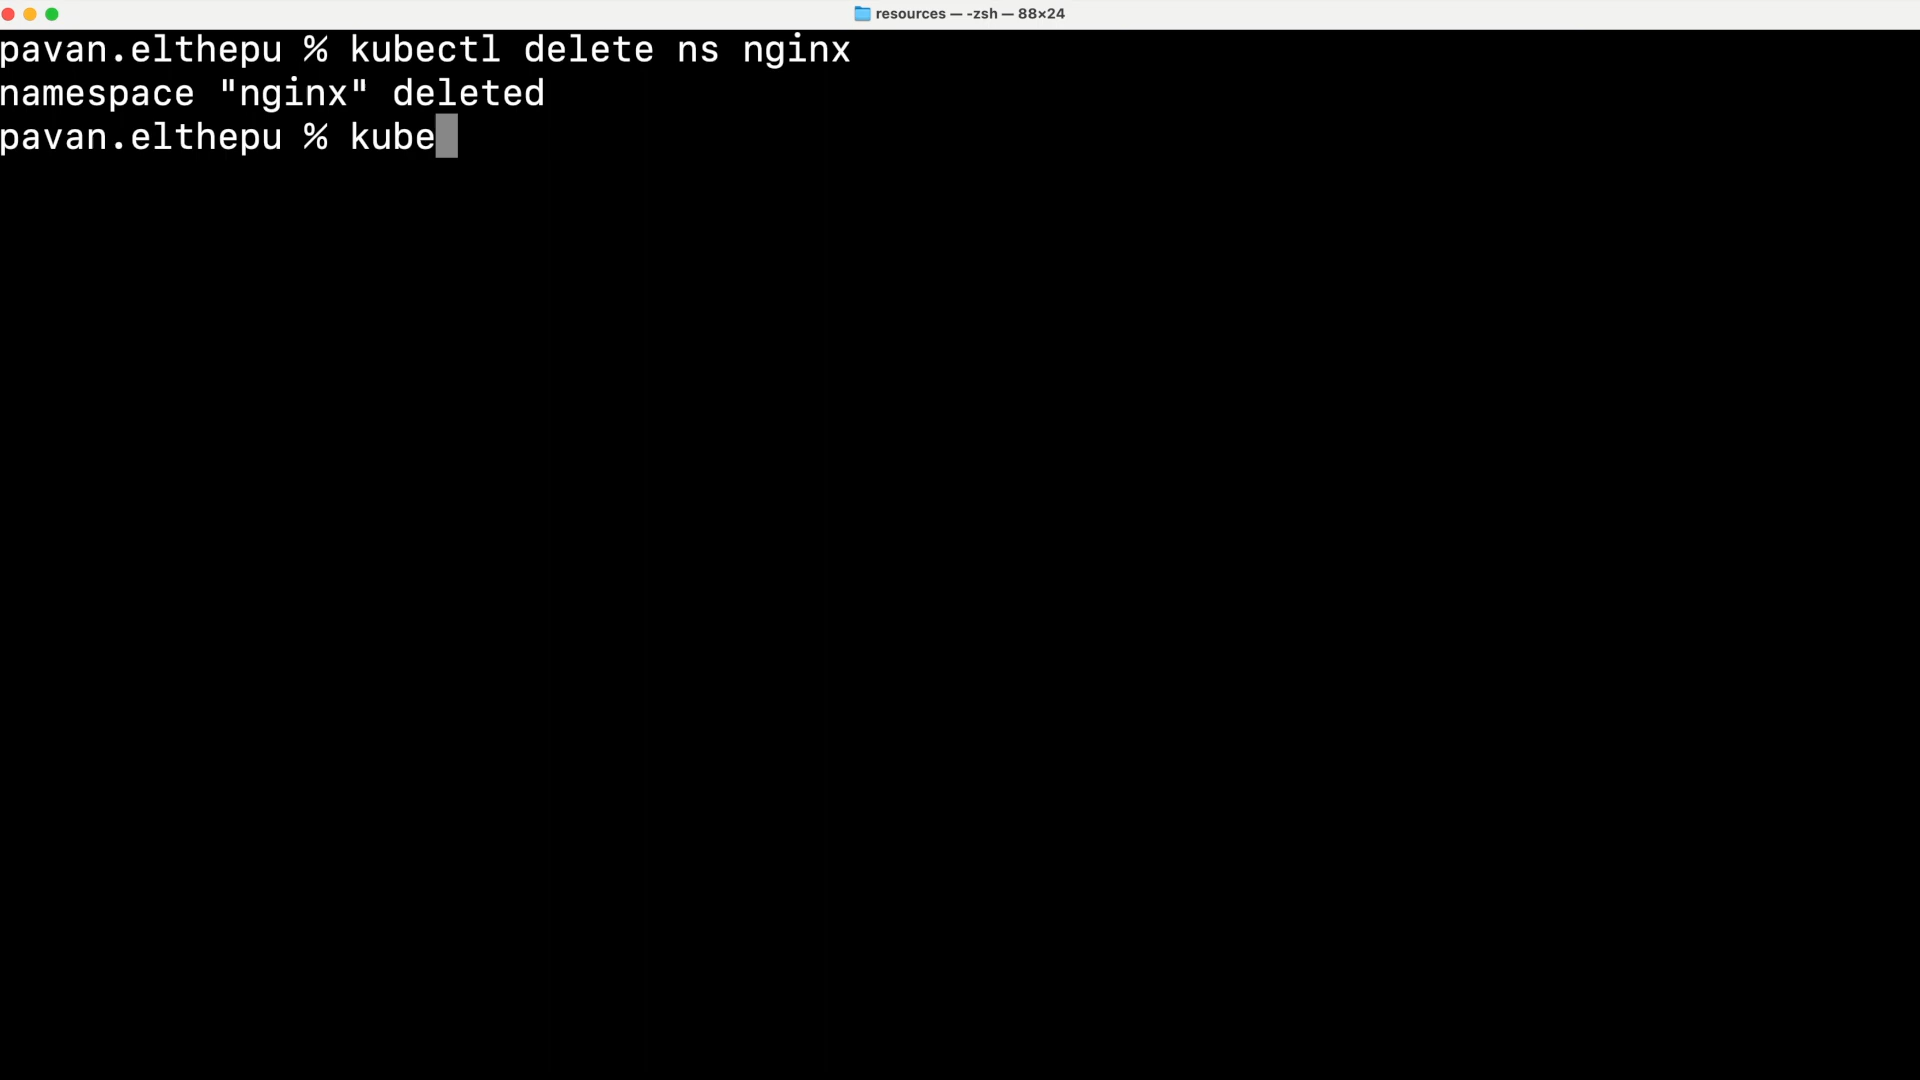 resources — -zsh — 88×24
pavan.elthepu % kubectl delete ns nginx
namespace "nginx" deleted
pavan.elthepu % kube